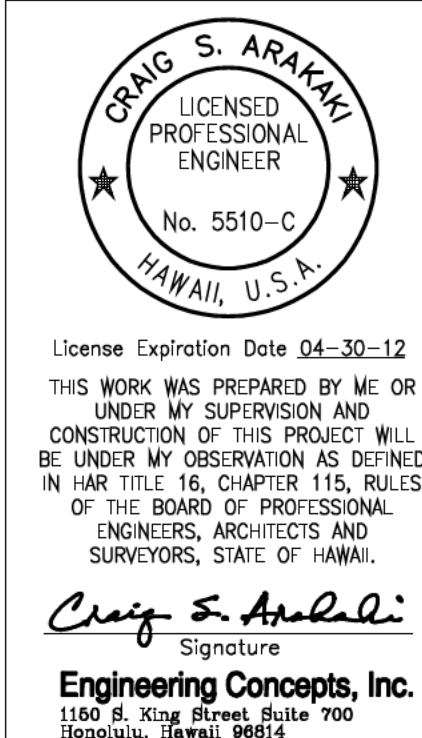 CRAIG S. ARAKAKI
LICENSED
PROFESSIONAL
ENGINEER
No. 5510-C
HAWAII, U.S.A.
License Expiration Date 04-30-12
THIS WORK WAS PREPARED BY ME OR
UNDER MY SUPERVISION AND
CONSTRUCTION OF THIS PROJECT WILL
BE UNDER MY OBSERVATION AS DEFINED
IN HAR TITLE 16, CHAPTER 115, RULES
OF THE BOARD OF PROFESSIONAL
ENGINEERS, ARCHITECTS AND
SURVEYORS, STATE OF HAWAII.
Craig S. Arakaki
Signature
Engineering Concepts, Inc.
1150 S. King Street Suite 700
Honolulu, Hawaii 96814